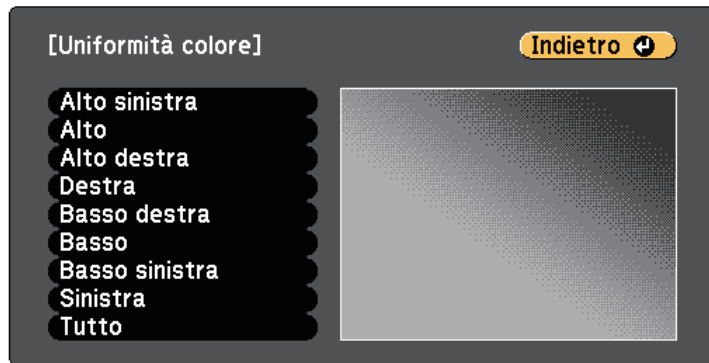 [Uniformità colore]
Indietro
Alto sinistra
Alto
Alto destra
Destra
Basso destra
Basso
Basso sinistra
Sinistra
Tutto